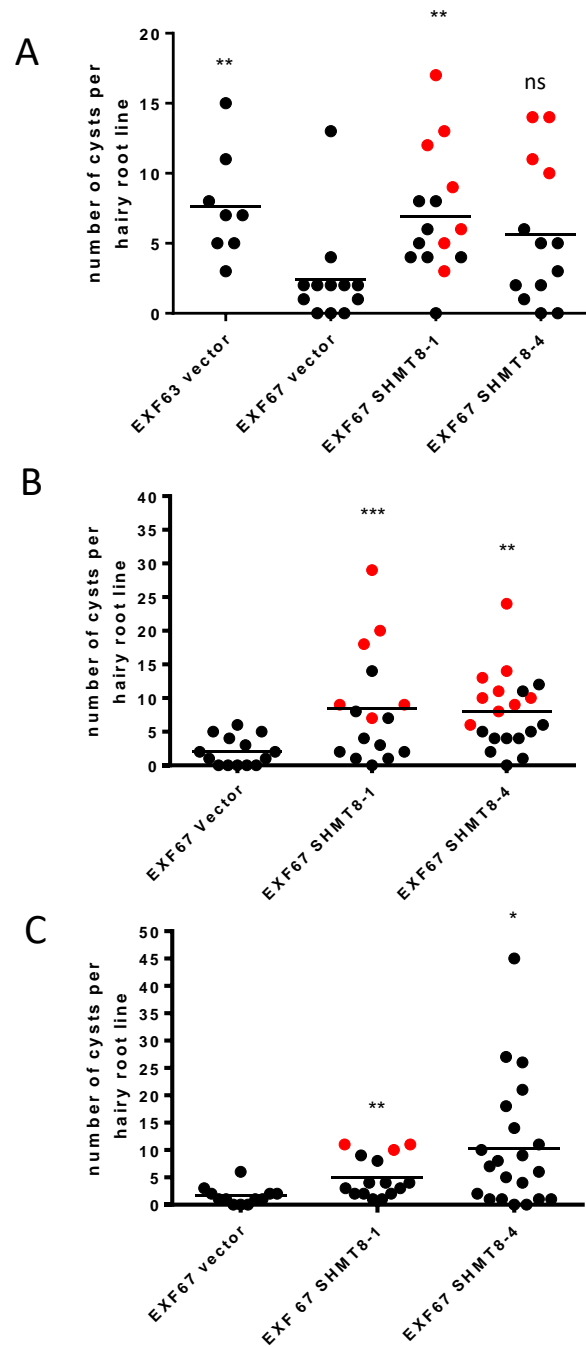 A
number of cysts per
hairy root line
20
15
10
5
0
**
**
ns
EXF63 vector
EXF67 vector
EXF67 SHMT8-1
EXF67 SHMT8-4
B
number of cysts per
hairy root line
40
35
30
25
20
15
10
5
0
***
**
EXF67 Vector
EXF67 SHMT8-1
EXF67 SHMT8-4
C
number of cysts per
hairy root line
50
45
40
35
30
25
20
15
10
5
0
**
*
EXF67 vector
EXF 67 SHMT8-1
EXF67 SHMT8-4